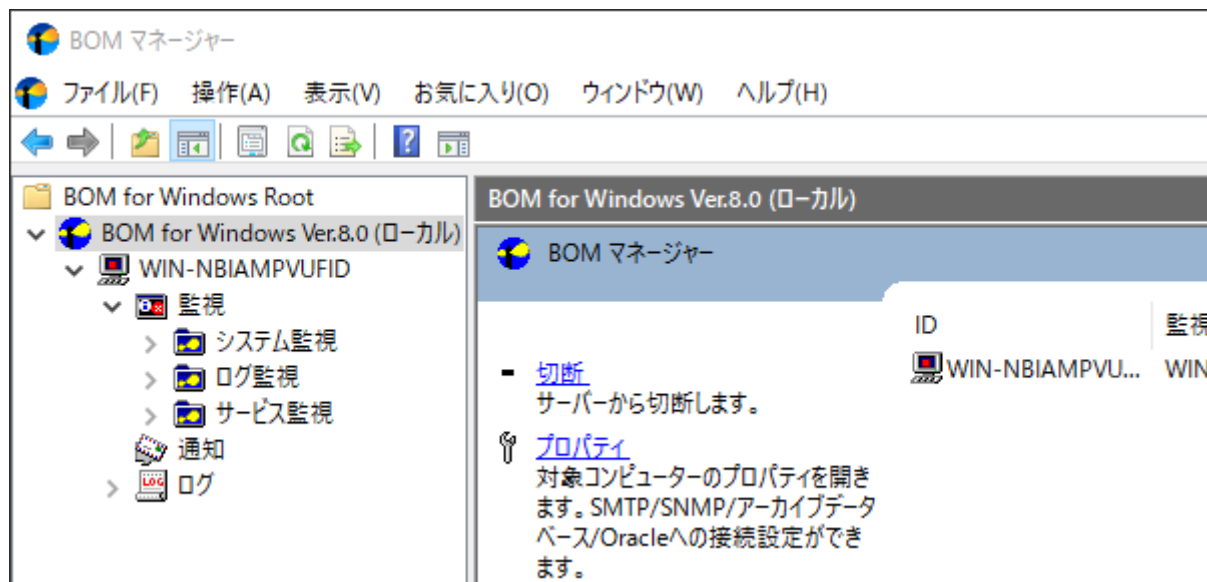 BOM マネージャー
ファイル(F) 操作(A) 表示(V) お気に入り(O) ウィンドウ(W) ヘルプ(H)
BOM for Windows Root
BOM for Windows Ver.8.0 (ローカル)
WIN-NBIAMPVUFID
監視
システム監視
ログ監視
サービス監視
通知
LOG ログ
BOM for Windows Ver.8.0 (ローカル)
BOM マネージャー
切断
サーバーから切断します。
プロパティ
対象コンピューターのプロパティを開き
ます。SMTP/SNMP/アーカイブデータ
ベース/Oracleへの接続設定ができ
ます。
ID 監視
WIN-NBIAMPVU... WIN